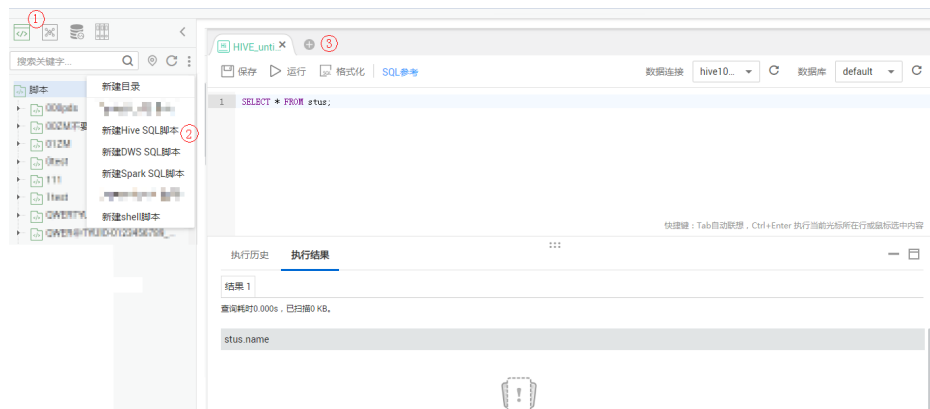 ①
HIVE_unti.
③
搜索关键字...
保存 运行 格式化 SQL参考 数据连接 hive10... 数据库 default
脚本
新建目录
新建Hive SQL脚本 ②
新建DWS SQL脚本
新建Spark SQL脚本
新建shell脚本
00ZM不要
01ZM
0test
111
1test
1 SELECT * FROM stus;
快捷键：Tab自动联想，Ctrl+Enter 执行当前光标所在行或鼠标选中内容
执行历史 执行结果
结果 1
查询耗时0.000s，已扫描0 KB。
stus.name